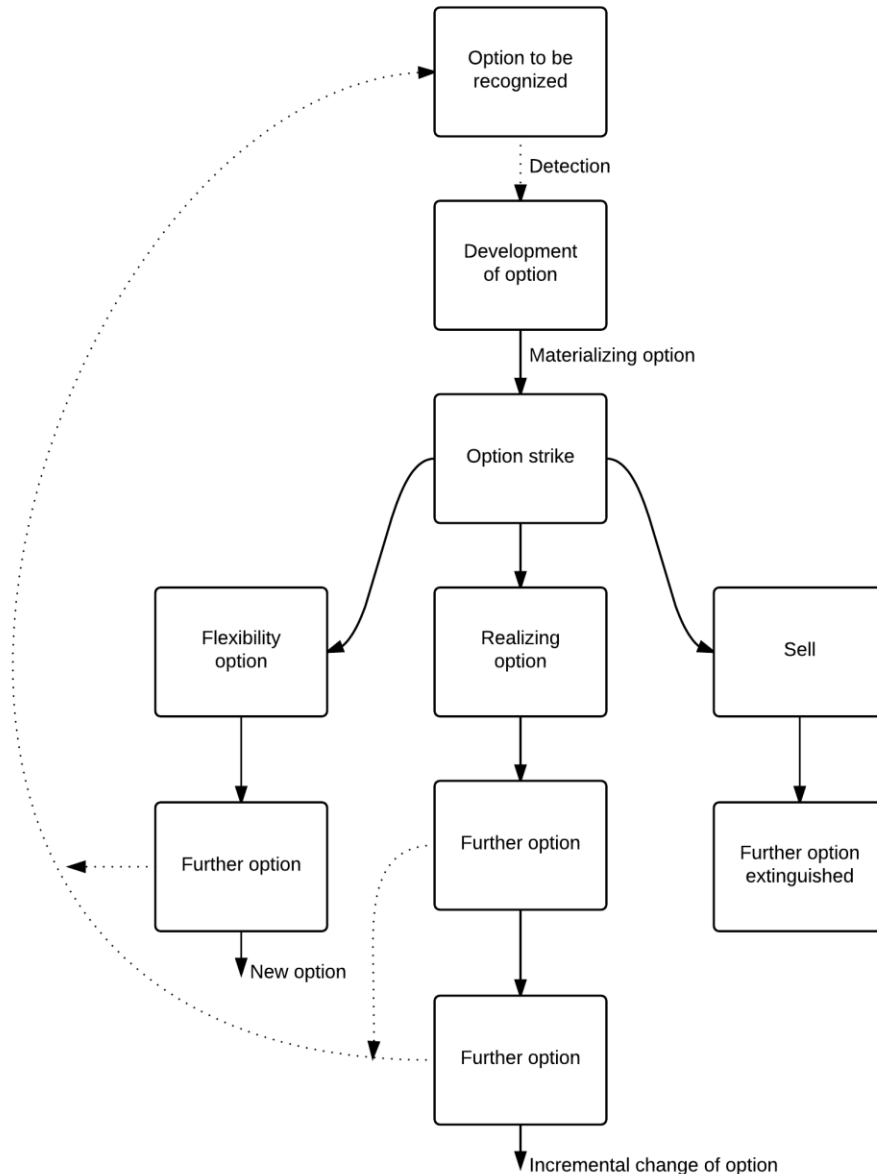 Option to be
recognized
Detection
Development
of option
Materializing option
Option strike
Flexibility
option
Realizing
option
Sell
Further option
Further option
Further option
extinguished
New option
Further option
Incremental change of option